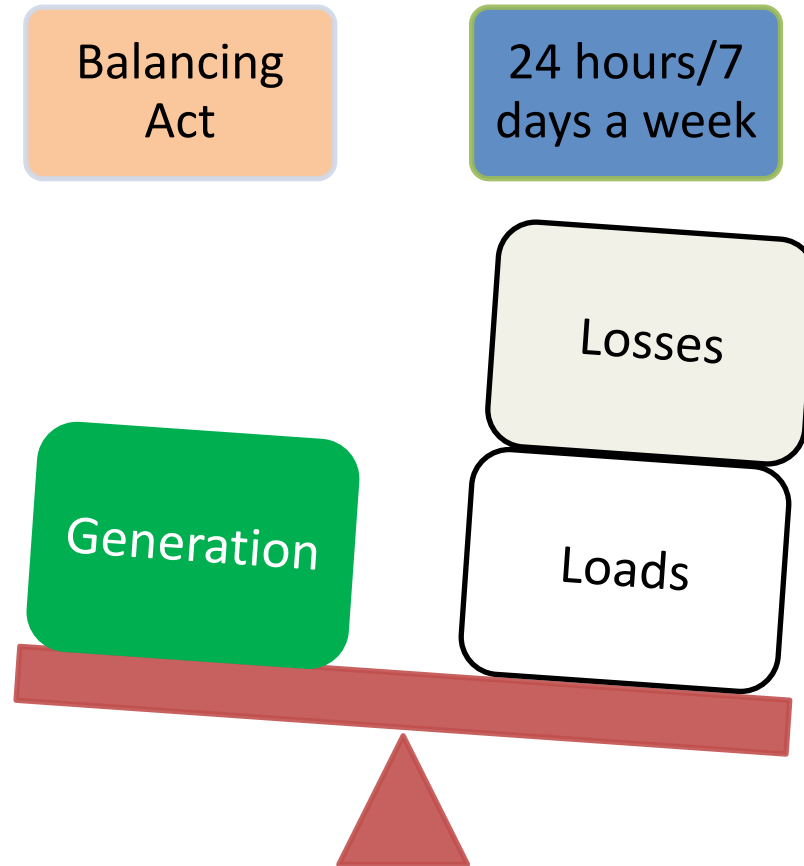 Balancing
Act
24 hours/7
days a week
Losses
Generation
Loads